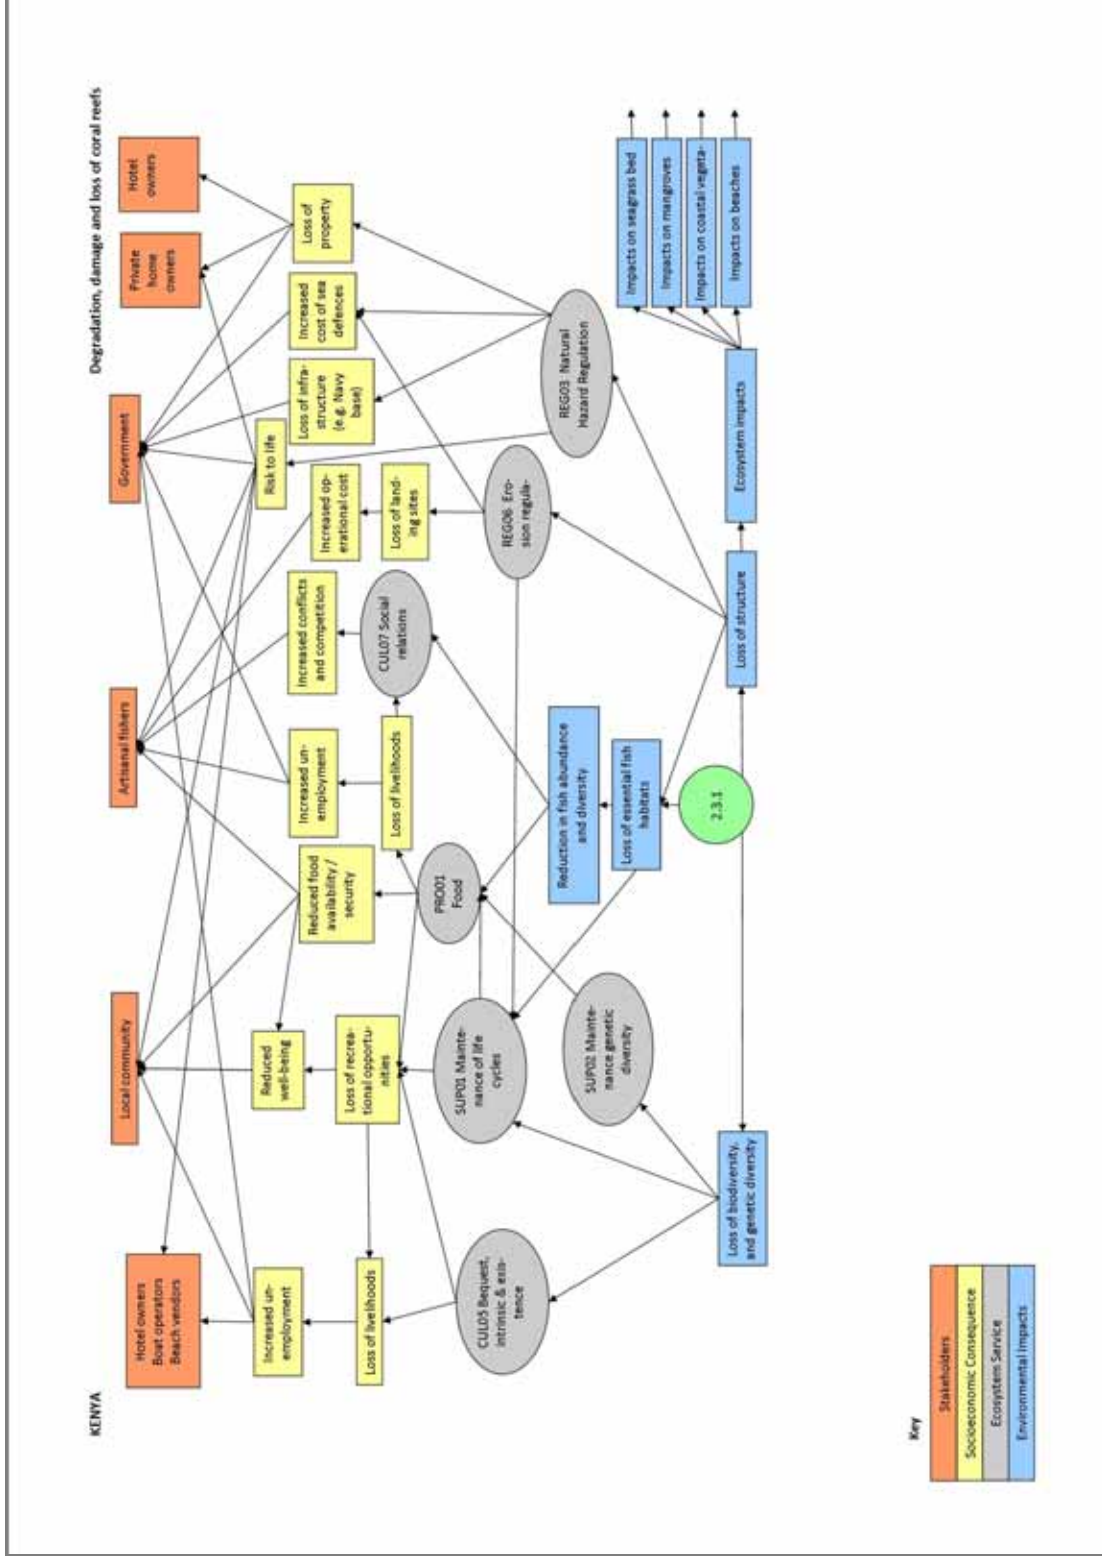 KENYA
Degradation, damage and loss of coral reefs
Hotel owners
Boat operators
Beach vendors
Local community
Artisanal fishers
Government
Private
home
owners
Hotel
owners
Increased un-
employment
Reduced
well-being
Reduced food
availability /
security
Increased un-
employment
Increased conflicts
and competition
Risk to life
Increased op-
erational cost
Loss of infra-
structure
(e.g. Navy
base)
Increased
cost of sea
defences
Loss of
property
Loss of livelihoods
Loss of recrea-
tional opportu-
nities
Loss of livelihoods
CUL07 Social
relations
Loss of land-
ing sites
CUL05 Bequest,
intrinsic & exis-
tence
SUP01 Mainte-
nance of life
cycles
PRO01
Food
REG06 Ero-
sion regula-
REG03 Natural
Hazard Regulation
SUP02 Mainte-
nance genetic
diversity
Reduction in fish abundance
and diversity
Loss of essential fish
habitats
Impacts on seagrass bed
Impacts on mangroves
Impacts on coastal vegeta-
Impacts on beaches
Loss of biodiversity,
and genetic diversity
2.3.1
Loss of structure
Ecosystem impacts
Key
Stakeholders
Socioeconomic Consequence
Ecosystem Service
Environmental Impacts